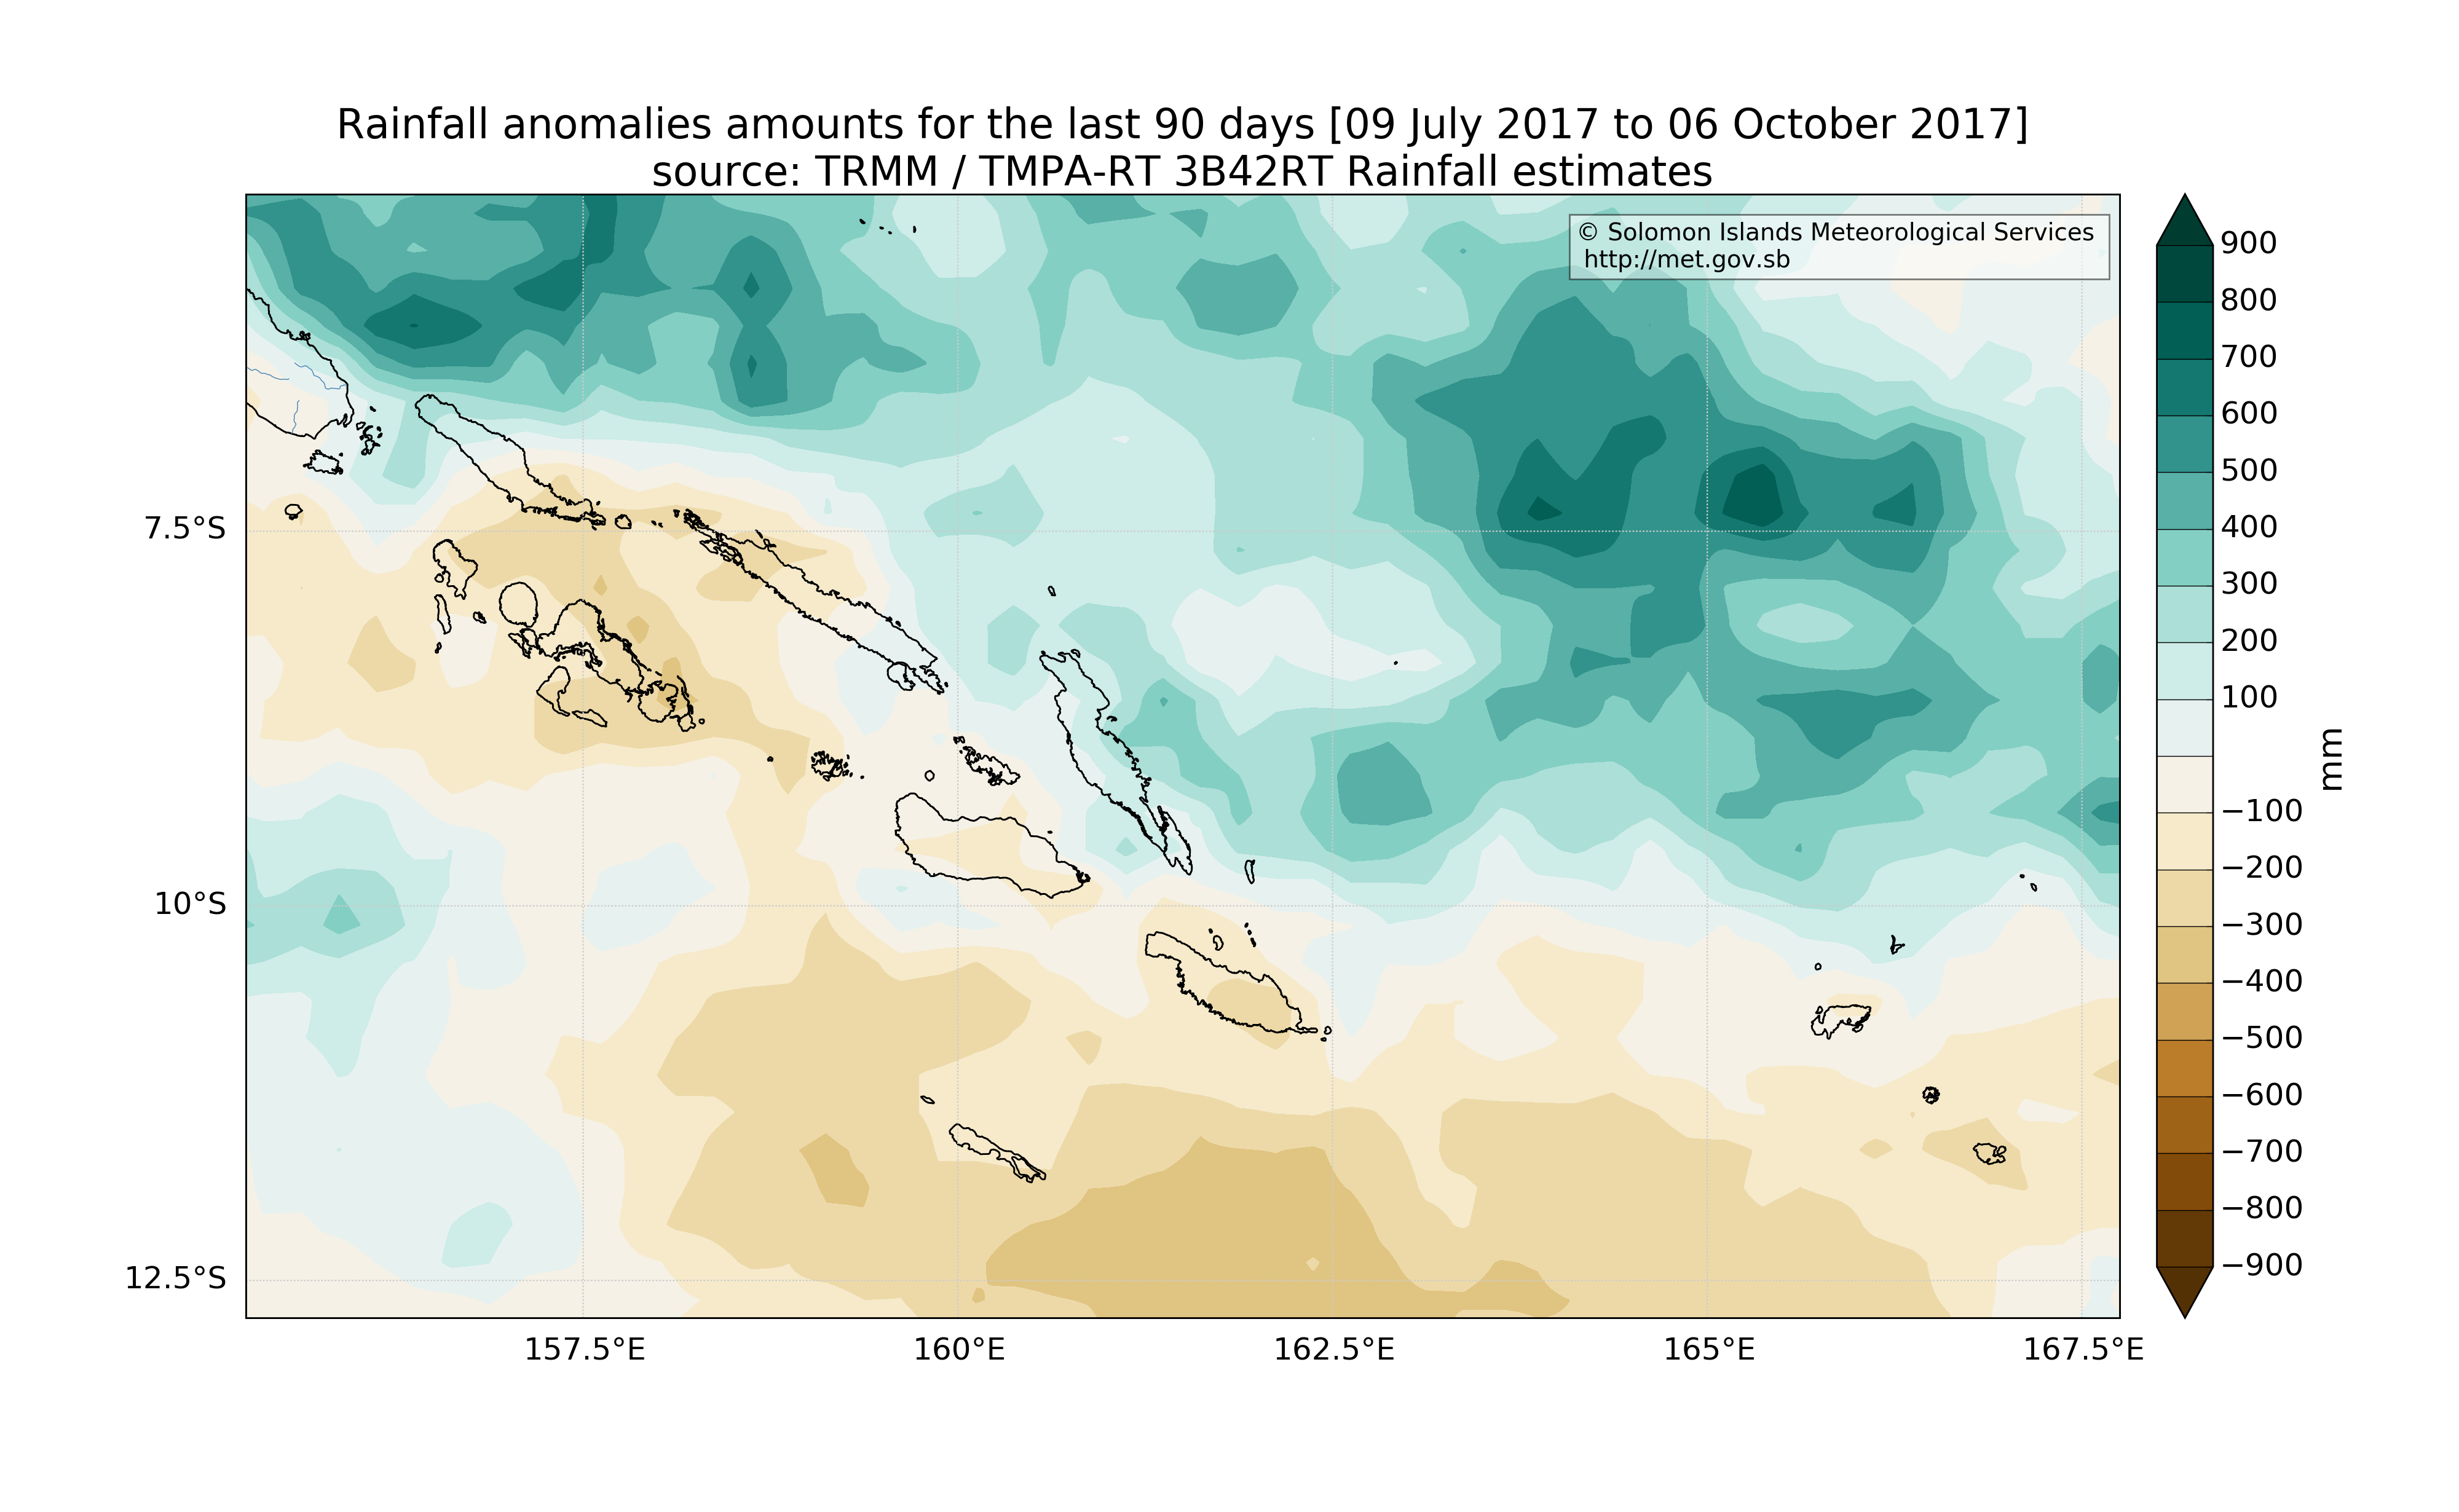 Rainfall anomalies amounts for the last 90 days [09 July 2017 to 06 October 2017]
source: TRMM / TMPA-RT 3B42RT Rainfall estimates
© Solomon Islands Meteorological Services
http://met.gov.sb
7.5°S
10°S
12.5°S
157.5°E
160°E
162.5°E
165°E
167.5°E
900
800
700
600
500
400
300
200
100
−100
−200
−300
−400
−500
−600
−700
−800
−900
mm